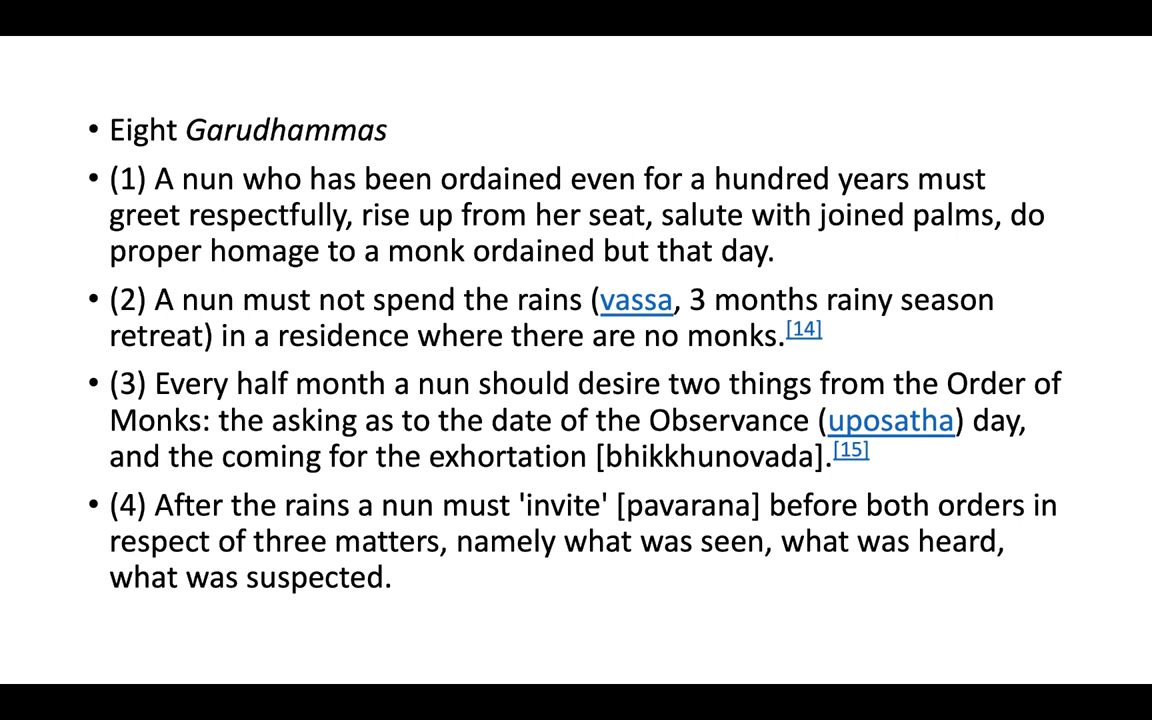 • Eight Garudhammas
• (1) A nun who has been ordained even for a hundred years must
greet respectfully, rise up from her seat, salute with joined palms, do
proper homage to a monk ordained but that day.
• (2) A nun must not spend the rains (vassa, 3 months rainy season
retreat) in a residence where there are no monks.[14]
• (3) Every half month a nun should desire two things from the Order of
Monks: the asking as to the date of the Observance (uposatha) day,
and the coming for the exhortation [bhikkhunovada].[15]
• (4) After the rains a nun must 'invite' [pavarana] before both orders in
respect of three matters, namely what was seen, what was heard,
what was suspected.